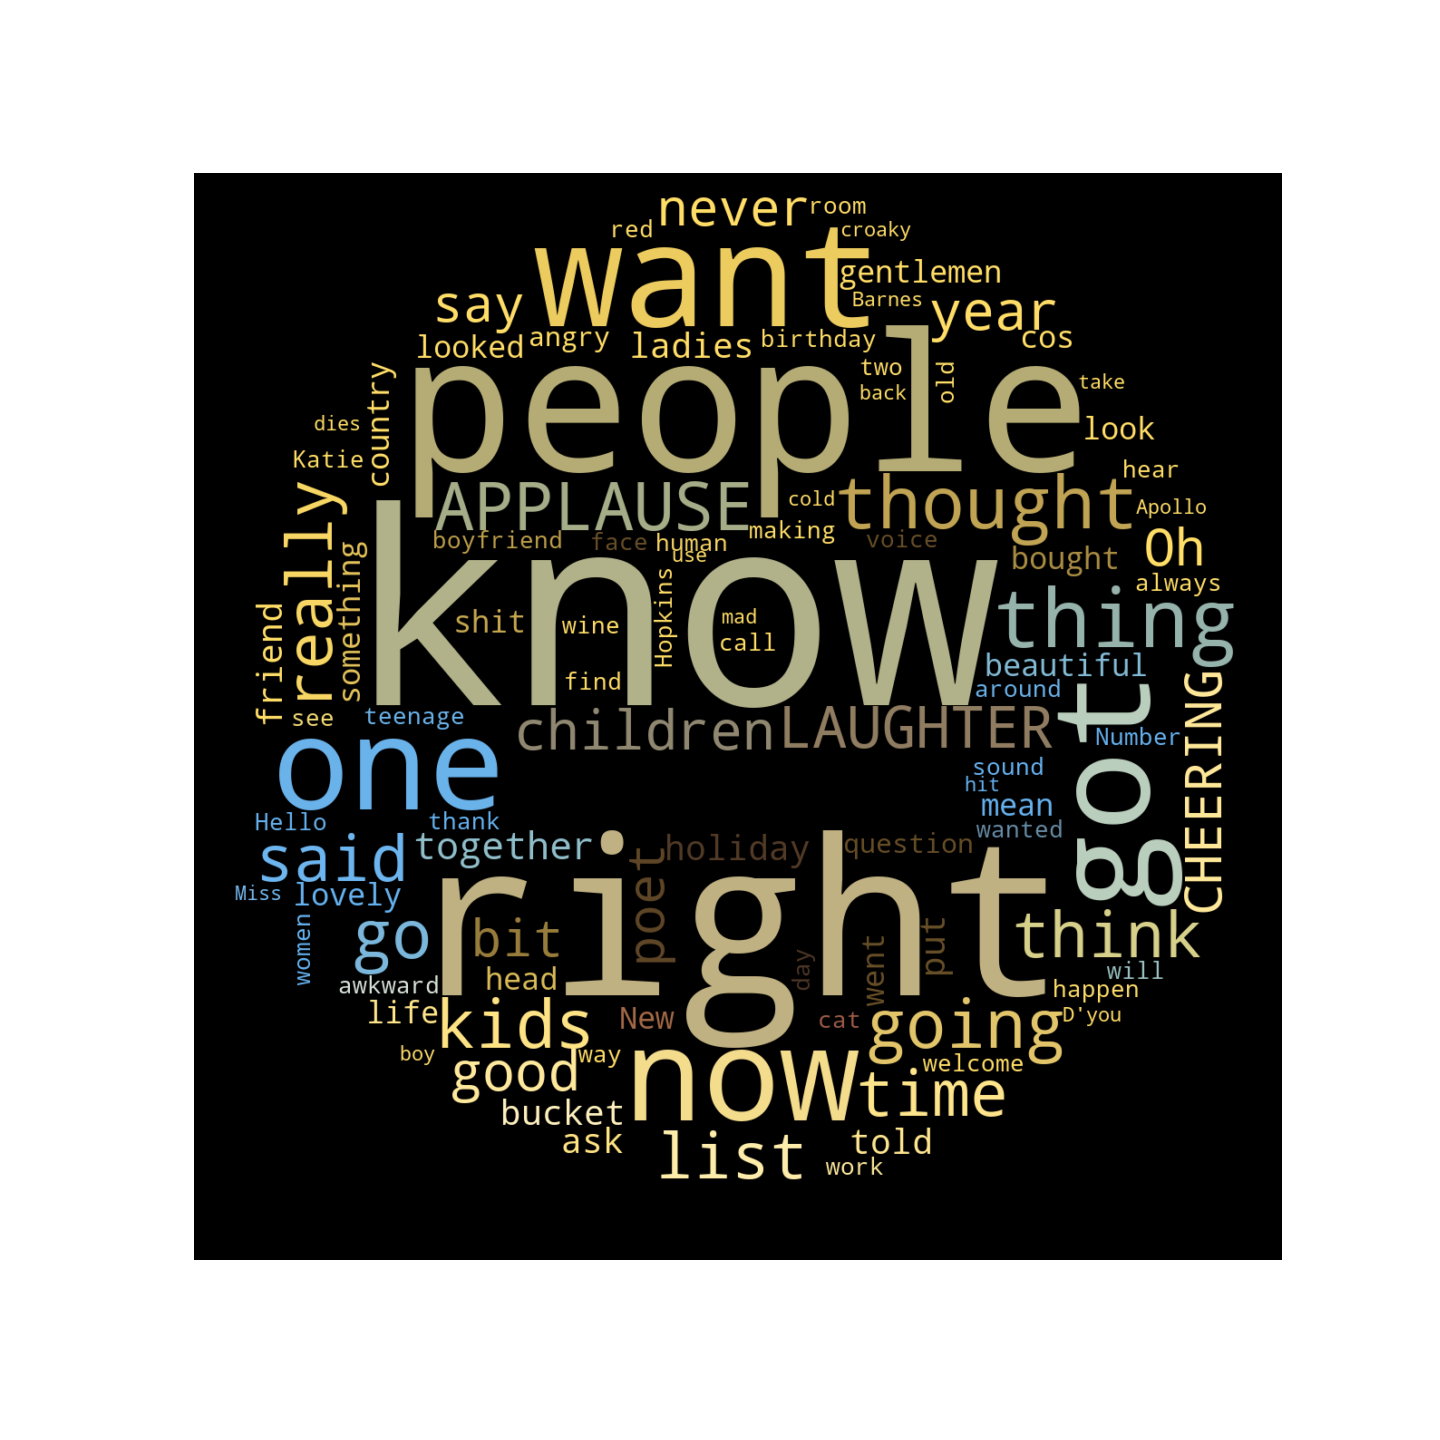 never room
red croaky
want
gentlemen
say Barnes year
looked angry ladies birthday cos
people
country two old take
back
dies look
Katie hear
really APPLAUSE cold thought Apollo
making
boyfriend face human voice Oh
use bought
know
something always
friend Hopkins thing
shit wine mad
call
find beautiful
around
see teenage got CHEERING
children LAUGHTER Number
one sound
hit
mean
Hello thank wanted
right
said together poet holiday question
Miss lovely
women go bit day went put think
awkward head will
happen
life kids New cat going D'you
boy good way now welcome
time
bucket
ask list told
work